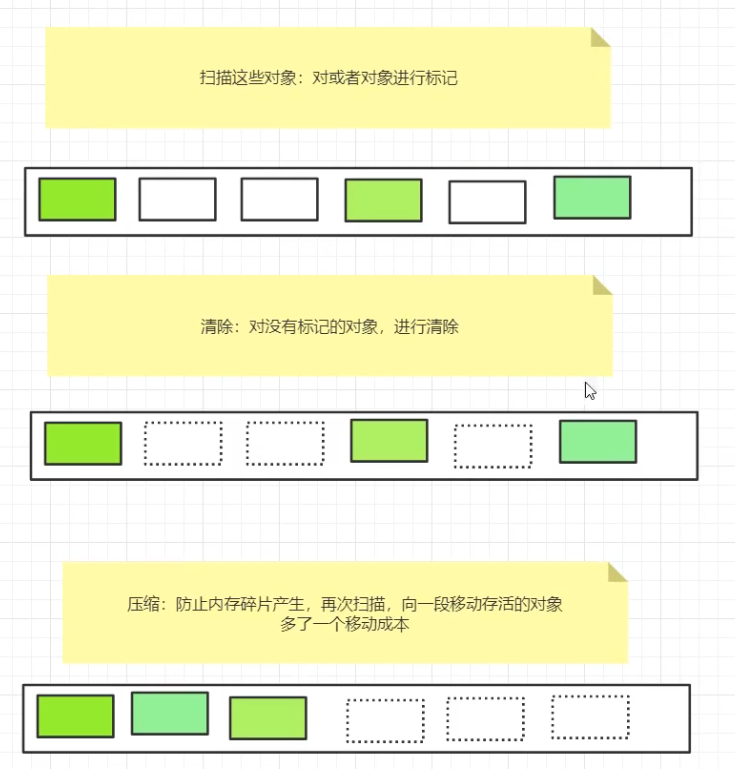 扫描这些对象：对或者对象进行标记
清除：对没有标记的对象，进行清除
压缩：防止内存碎片产生，再次扫描，向一段移动存活的对象
多了一个移动成本